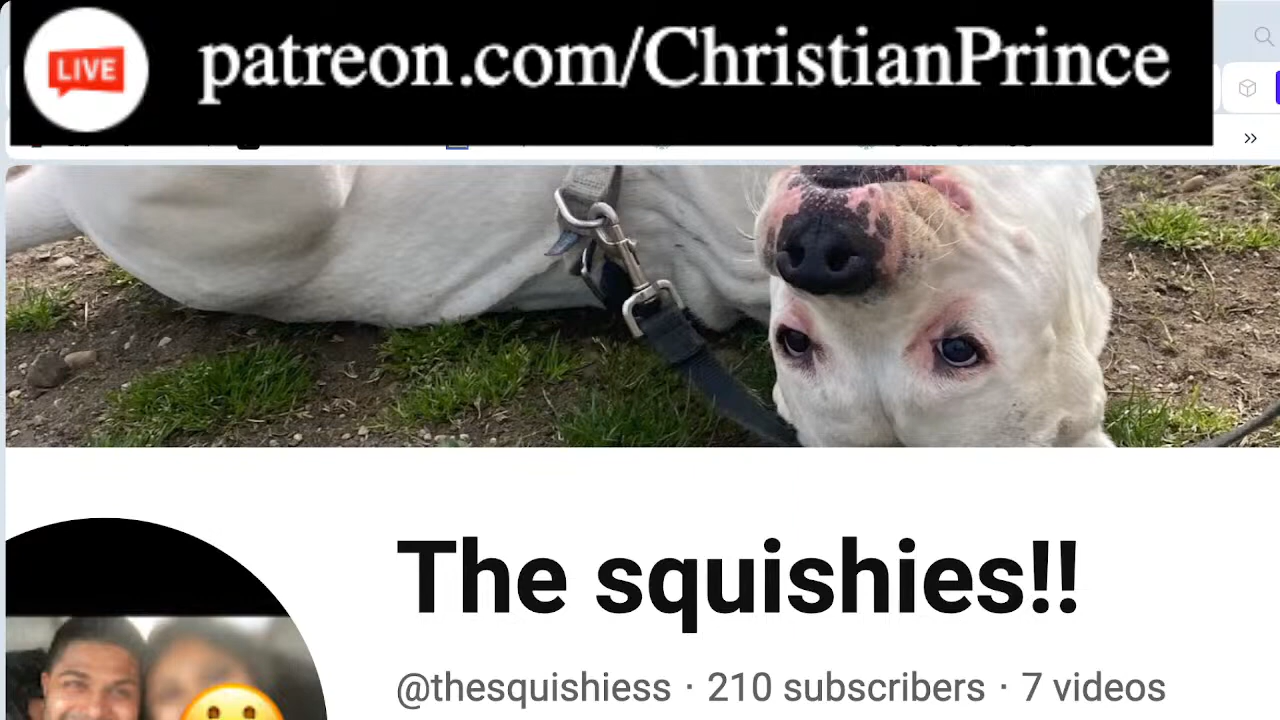 LIVE
patreon.com/ChristianPrince
The squishies!!
@thesquishiess · 210 subscribers · 7 videos